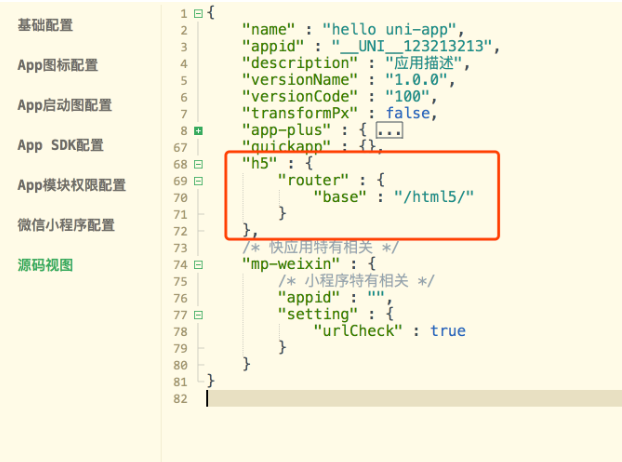 基础配置
App图标配置
App启动图配置
App SDK配置
App模块权限配置
微信小程序配置
源码视图
1 {
2 "name" : "hello uni-app",
3 "appid" : "__UNI__123213213",
4 "description" : "应用描述",
5 "versionName" : "1.0.0",
6 "versionCode" : "100",
7 "transformPx" : false,
8 "app-plus" : { ...
67 "quickapp" : {},
68 "h5" : {
69 "router" : {
70 "base" : "/html5/"
71 }
72 },
73 /* 快应用特有相关 */
74 "mp-weixin" : {
75 /* 小程序特有相关 */
76 "appid" : "",
77 "setting" : {
78 "urlCheck" : true
79 }
80 }
81 }
82